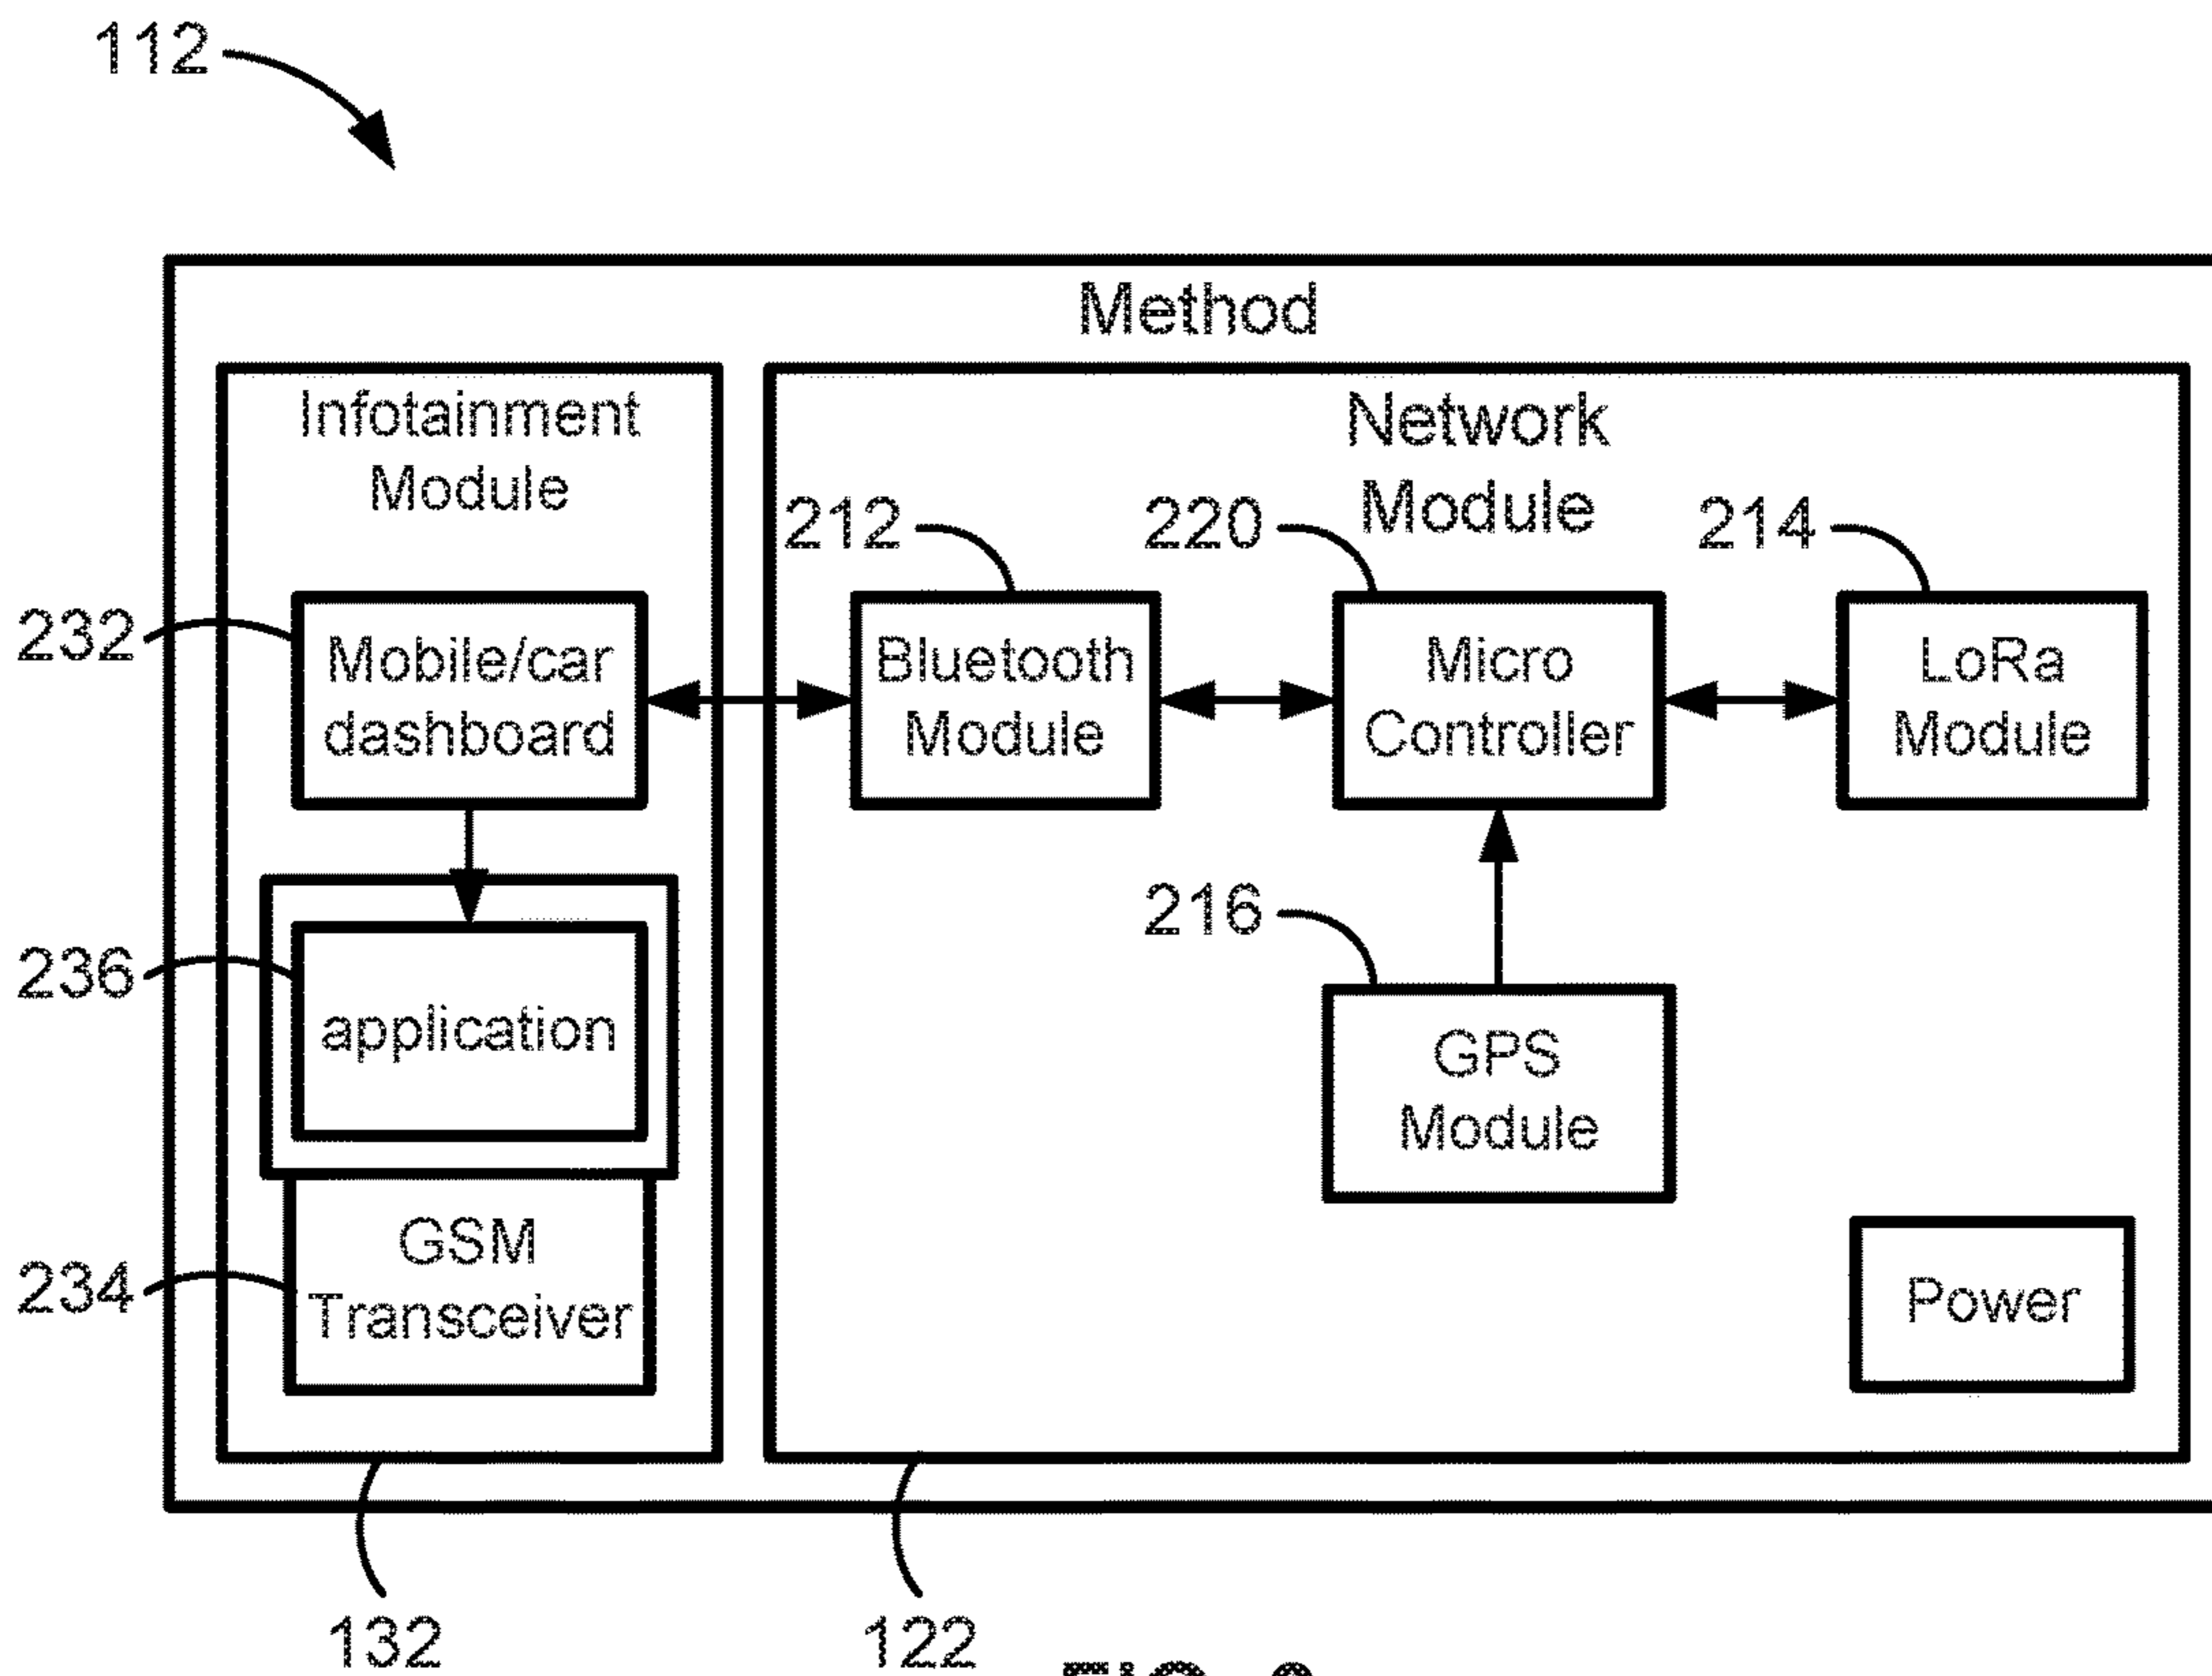 112
Method
Infotainment
Module
Network
Module
212
220
214
232
Mobile/car
dashboard
Bluetooth
Module
Micro
Controller
LoRa
Module
236
application
216
GPS
Module
234
GSM
Transceiver
Power
132
122